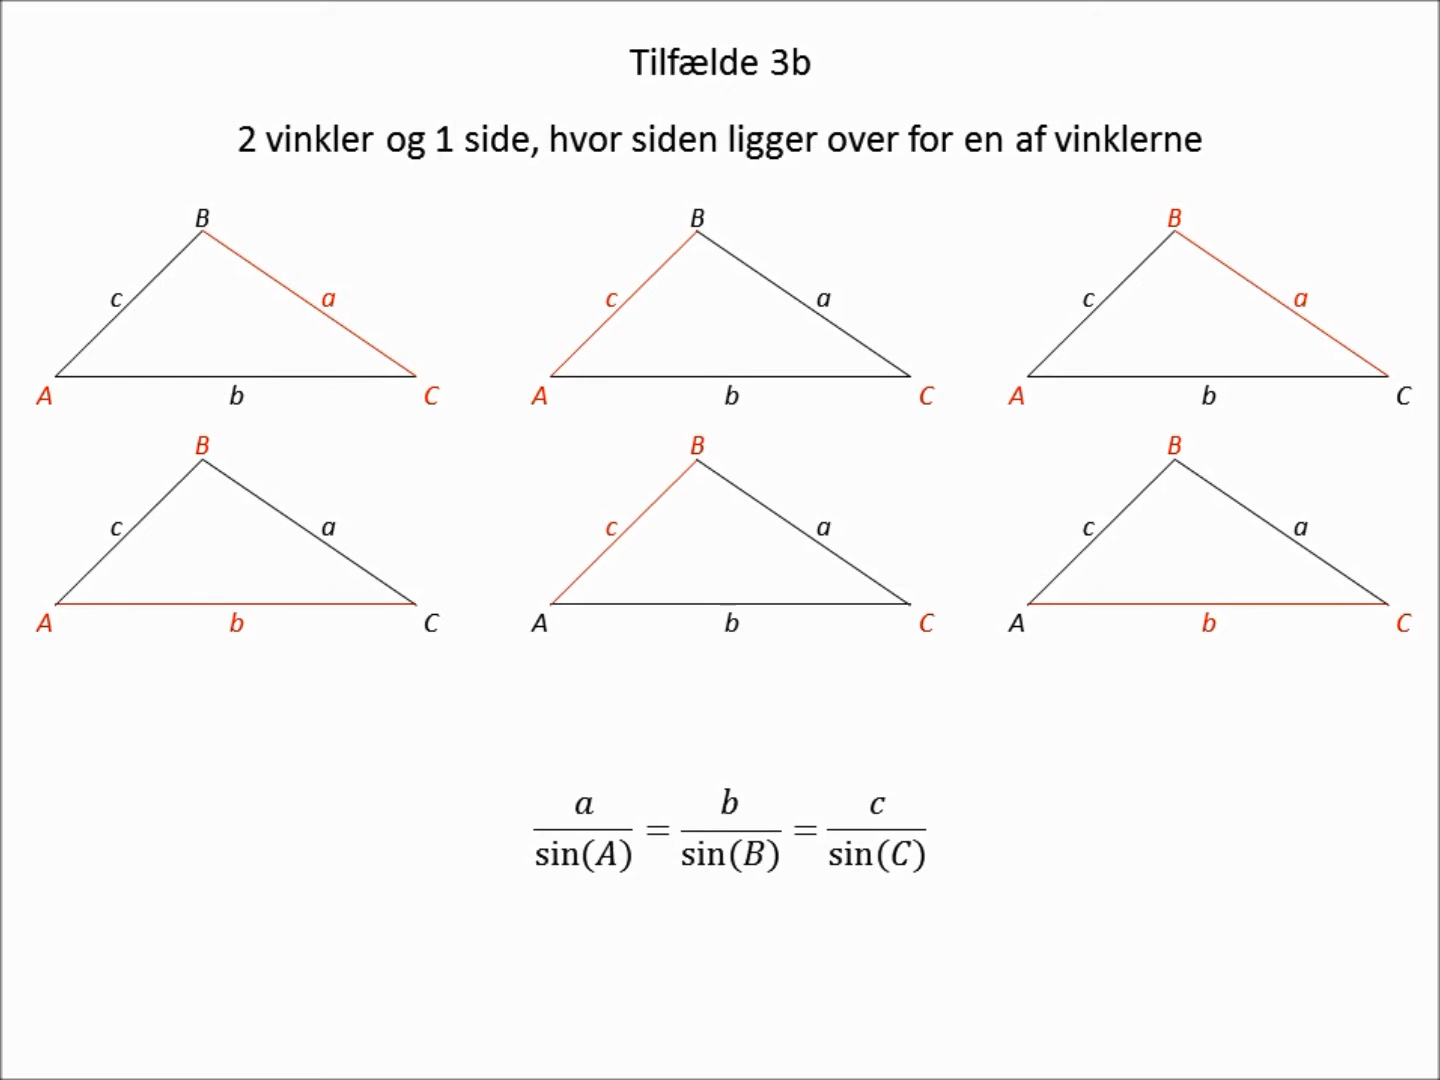 Tilfælde 3b
2 vinkler og 1 side, hvor siden ligger over for en af vinklerne
B
c
a
A
b
C
B
c
a
A
b
C
B
c
a
A
b
C
B
c
a
A
b
C
B
c
a
A
b
C
B
c
a
A
b
C
a/sin(A) = b/sin(B) = c/sin(C)